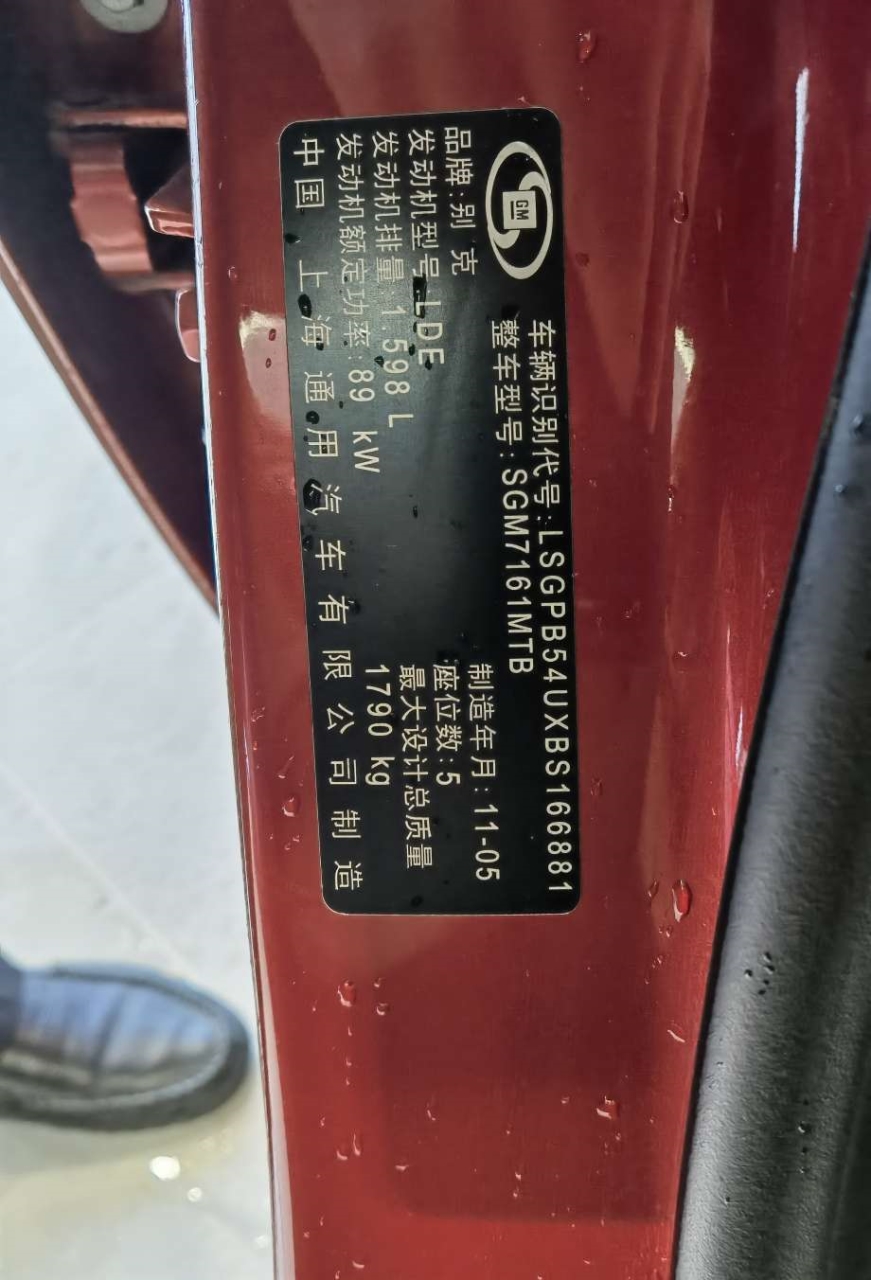 GM
车辆识别代号:LSGPB54UXBS166881
整车型号:SGM7161MTB
品牌:别克
制造年月:11-05
发动机型号:LDE
座位数:5
发动机排量:1.598 L
最大设计总质量
发动机额定功率:89 kW
1790 kg
中国 上海通用汽车有限公司制造